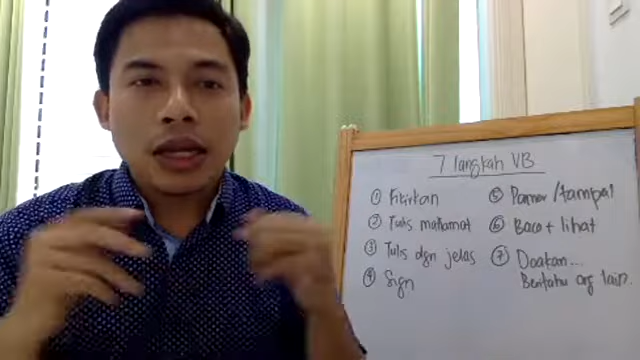 7 langkah VB
① Fikirkan
② Tulis matlamat
③ Tulis dgn jelas
④ Sign
⑤ Pamer/tampal
⑥ Baca + lihat
⑦ Doakan...
Beritahu org lain.